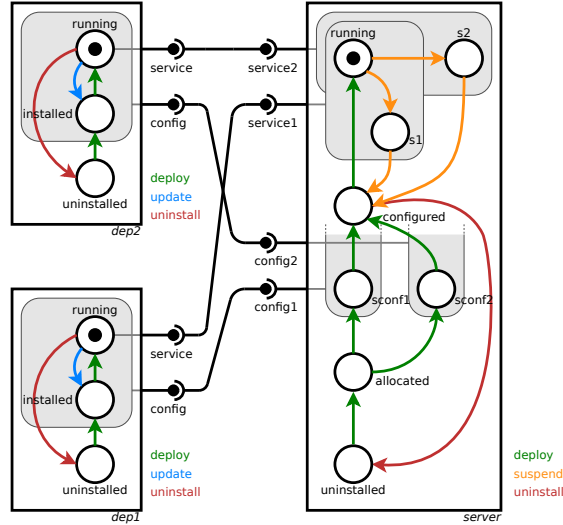 running
service
service2
running
s2
installed
config
service1
s1
uninstalled
deploy
update
uninstall
dep2
configured
config2
sconf1
sconf2
config1
running
service
installed
config
allocated
uninstalled
deploy
update
uninstall
dep1
uninstalled
deploy
suspend
uninstall
server